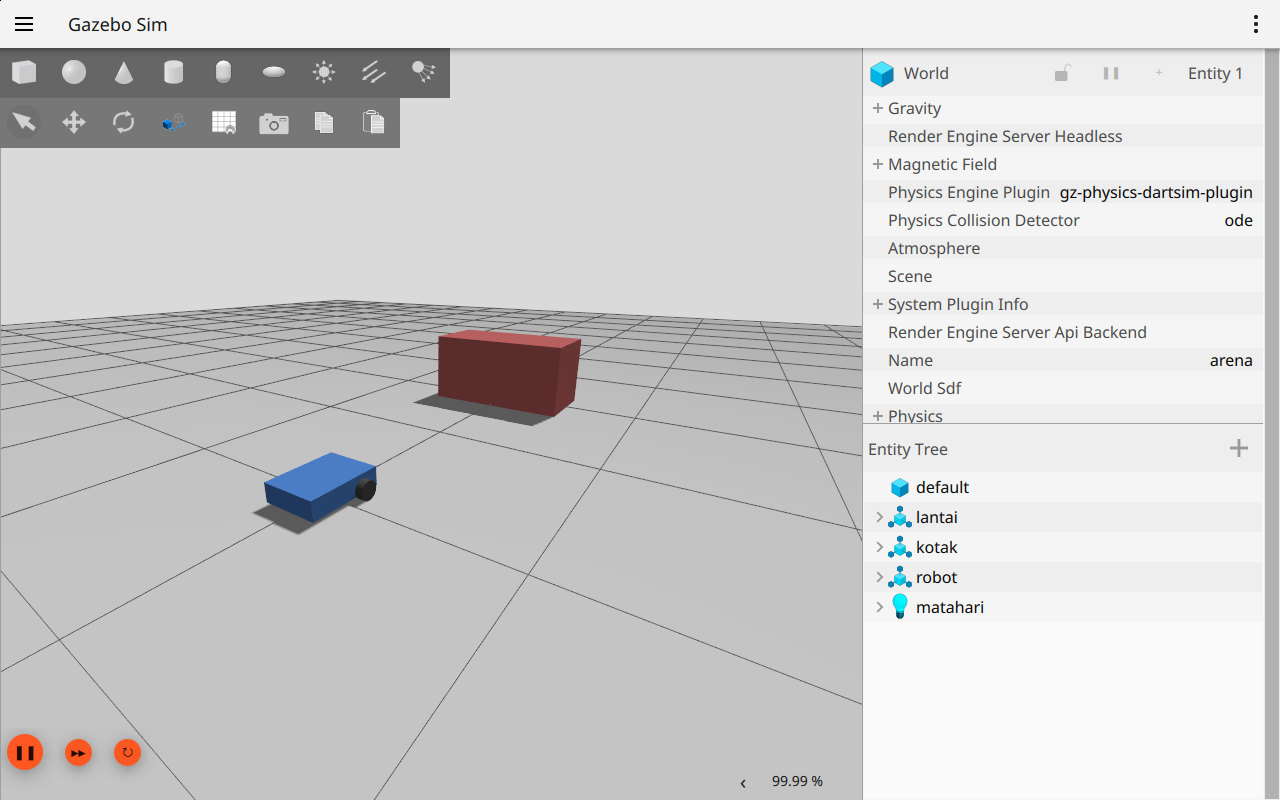 Gazebo Sim
World Entity 1
Gravity
Render Engine Server Headless
Magnetic Field
Physics Engine Plugin gz-physics-dartsim-plugin
Physics Collision Detector ode
Atmosphere
Scene
System Plugin Info
Render Engine Server Api Backend
Name arena
World Sdf
Physics
Entity Tree
default
lantai
kotak
robot
matahari
99.99 %